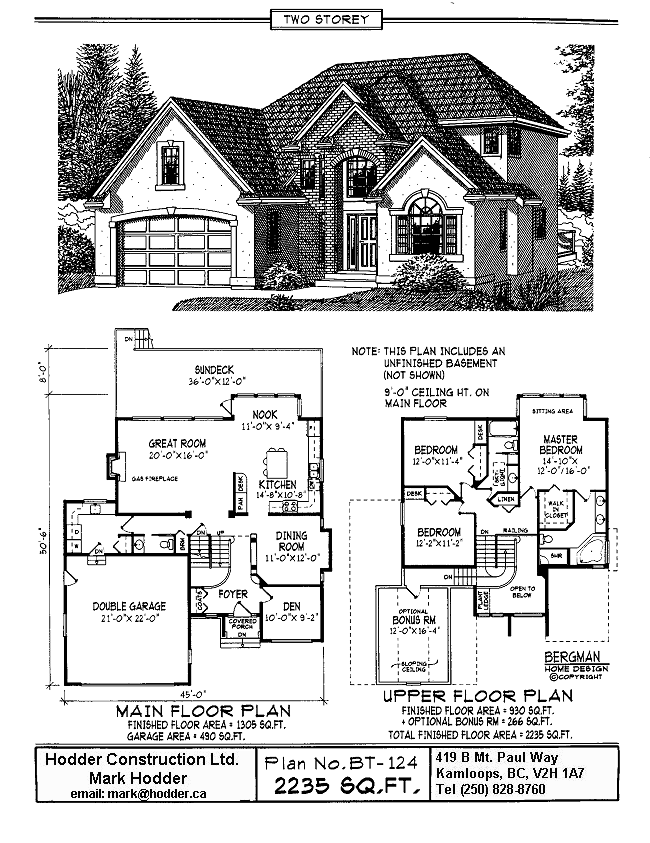 TWO STOREY
NOTE: THIS PLAN INCLUDES AN
UNFINISHED BASEMENT
(NOT SHOWN)
9'-0" CEILING HT. ON
MAIN FLOOR
8'-0"
50'-6"
45'-0"
DN
SUNDECK
36'-0"X12'-0"
NOOK
11'-0"X 9'-4"
GREAT ROOM
20'-0"X16'-0"
GAS FIREPLACE
KITCHEN
14'-8"X10'-8"
DESK
PAN
D
W
DN
BRM
DN
UP
DINING
ROOM
11'-0"X12'-0"
DOUBLE GARAGE
21'-0"X 22'-0"
COATS
FOYER
DEN
10'-0"X 9'-2"
COVERED
PORCH
DN
MAIN FLOOR PLAN
FINISHED FLOOR AREA = 1305 SQ.FT.
GARAGE AREA = 490 SQ.FT.
SITTING AREA
BEDROOM
12'-0"X11'-4"
DESK
MASTER
BEDROOM
14'-10"X
12'-0"/16'-0"
LINEN
WALK
IN
CLOSET
DESK
BEDROOM
12'-2"X11'-2"
DN
RAILING
SHR
DN
PLANT
LEDGE
OPEN TO
BELOW
OPTIONAL
BONUS RM
12'-0"X16'-4"
SLOPING
CEILING
BERGMAN
HOME DESIGN
©COPYRIGHT
UPPER FLOOR PLAN
FINISHED FLOOR AREA = 930 SQ.FT.
+ OPTIONAL BONUS RM = 266 SQ.FT.
TOTAL FINISHED FLOOR AREA = 2235 SQ.FT.
Hodder Construction Ltd.
Mark Hodder
email: mark@hodder.ca
Plan No.BT-124
2235 SQ.FT.
419 B Mt. Paul Way
Kamloops, BC, V2H 1A7
Tel (250) 828-8760